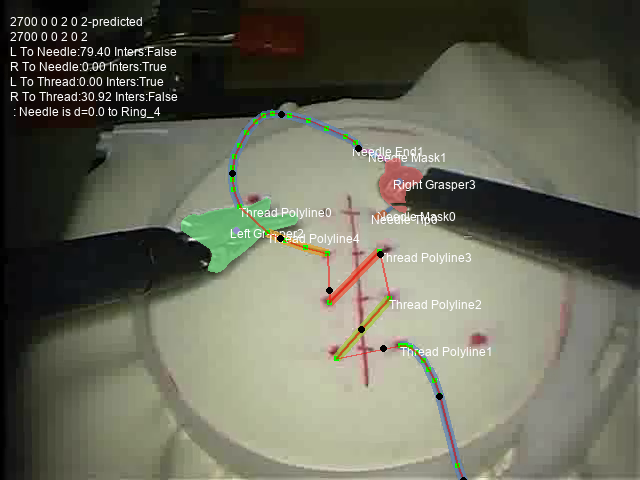 2700 0 0 2 0 2-predicted
2700 0 0 2 0 2
L To Needle:79.40 Inters:False
R To Needle:0.00 Inters:True
L To Thread:0.00 Inters:True
R To Thread:30.92 Inters:False
: Needle is d=0.0 to Ring_4
Needle End1
Needle Mask1
Right Grasper3
Thread Polyline0
Needle Mask0
Left Grasper2
Thread Polyline4
Thread Polyline3
Thread Polyline2
Thread Polyline1